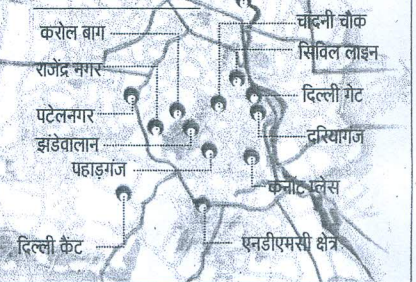 करोल बाग
चांदनी चौक
सिविल लाइन
राजेंद्र नगर
दिल्ली गेट
पटेलनगर
दरियागंज
झंडेवालान
पहाड़गंज
कनॉट प्लेस
दिल्ली कैंट
एनडीएमसी क्षेत्र